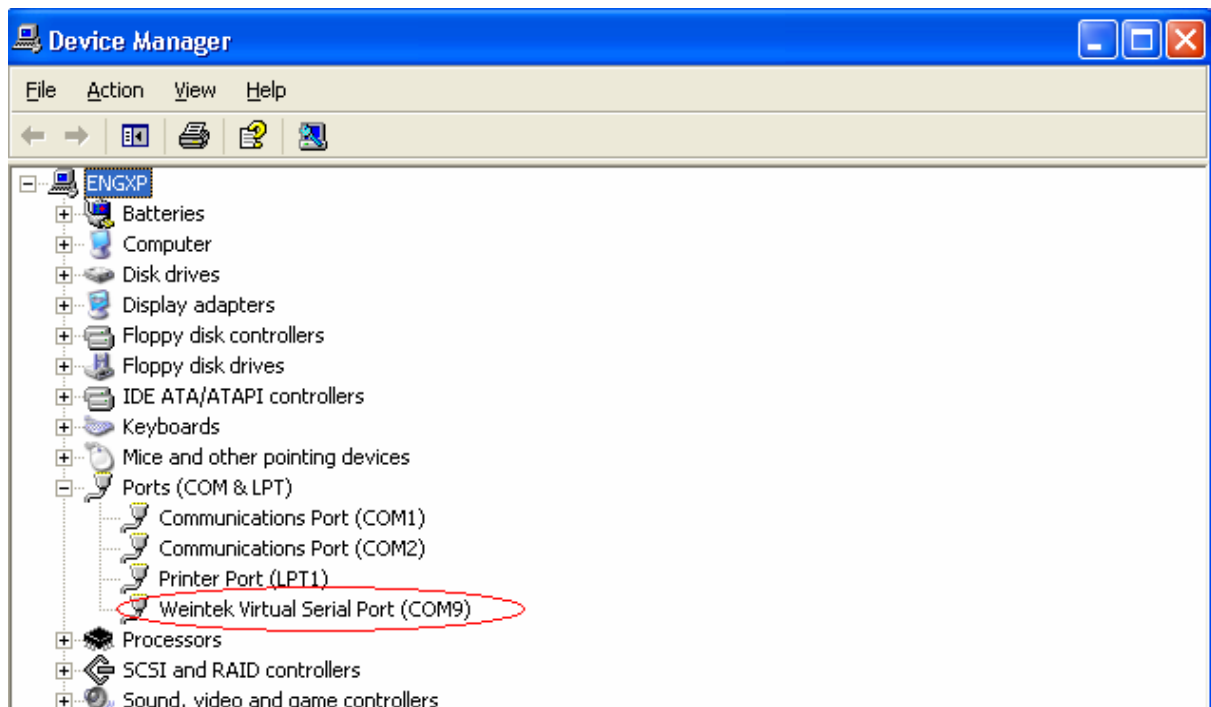 Device Manager
File Action View Help
ENGXP
Batteries
Computer
Disk drives
Display adapters
Floppy disk controllers
Floppy disk drives
IDE ATA/ATAPI controllers
Keyboards
Mice and other pointing devices
Ports (COM & LPT)
Communications Port (COM1)
Communications Port (COM2)
Printer Port (LPT1)
Weintek Virtual Serial Port (COM9)
Processors
SCSI and RAID controllers
Sound, video and game controllers